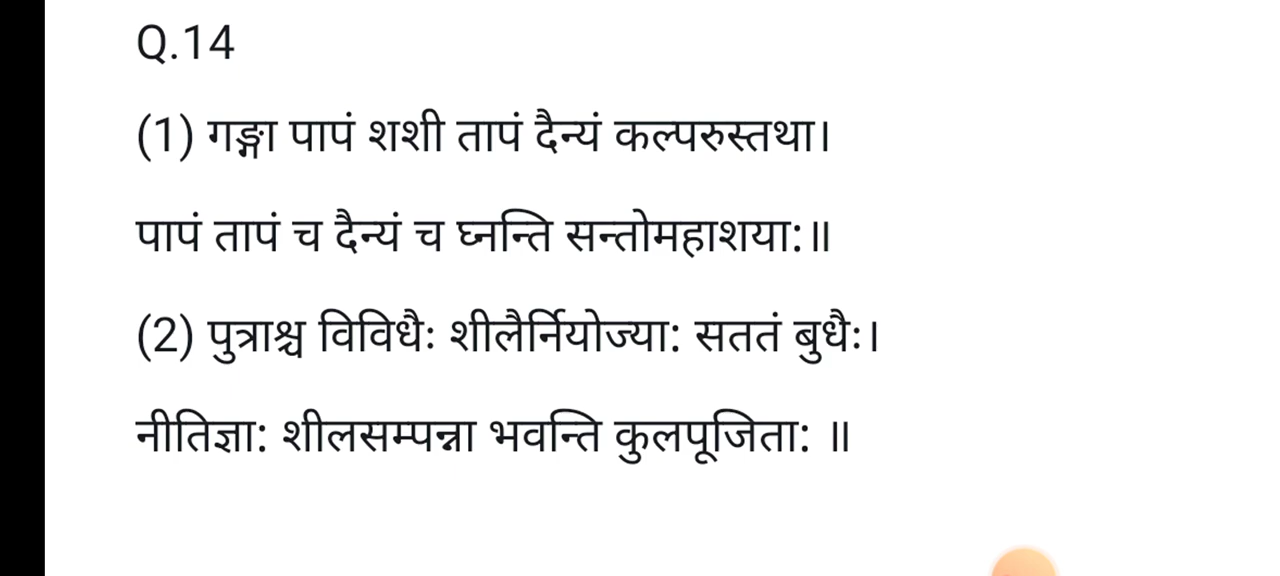 Q.14
(1) गङ्गा पापं शशी तापं दैन्यं कल्परुस्तथा।
पापं तापं च दैन्यं च घ्नन्ति सन्तोमहाशया:॥
(2) पुत्राश्च विविधैः शीलैर्नियोज्या: सततं बुधैः।
नीतिज्ञा: शीलसम्पन्ना भवन्ति कुलपूजिता: ॥